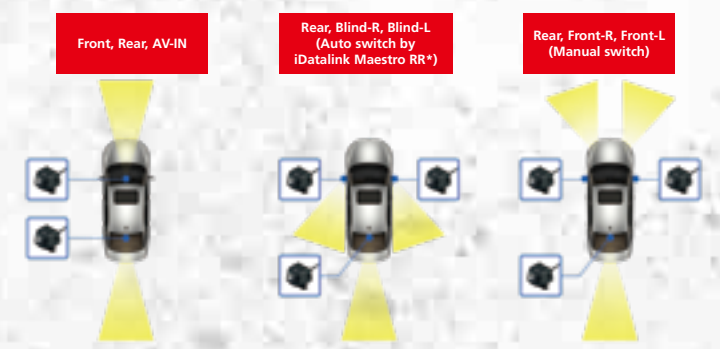 Front, Rear, AV-IN
Rear, Blind-R, Blind-L
(Auto switch by
iDatalink Maestro RR*)
Rear, Front-R, Front-L
(Manual switch)